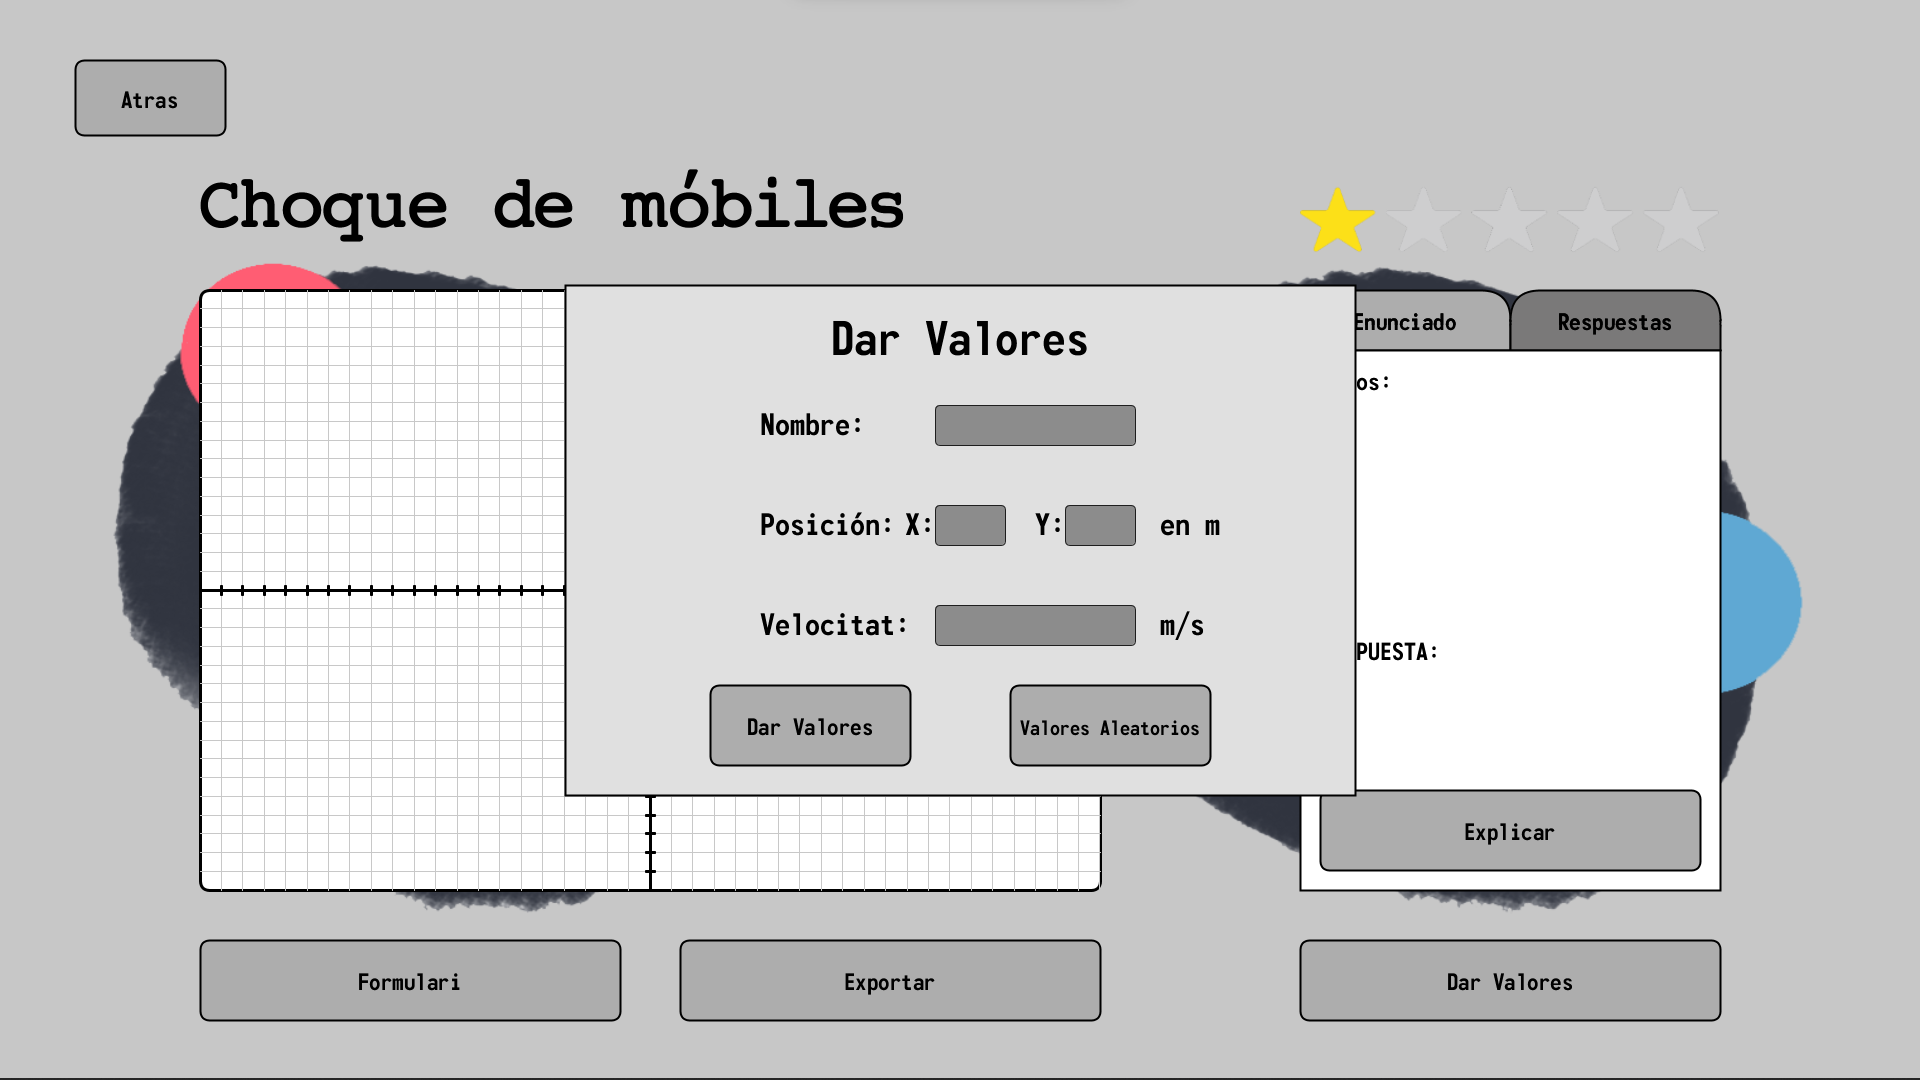 Atras
Choque de móbiles
Enunciado
Respuestas
Dar Valores
os:
Nombre:
Posición: X: Y: en m
Velocitat: m/s
PUESTA:
Dar Valores
Valores Aleatorios
Explicar
Formulari
Exportar
Dar Valores